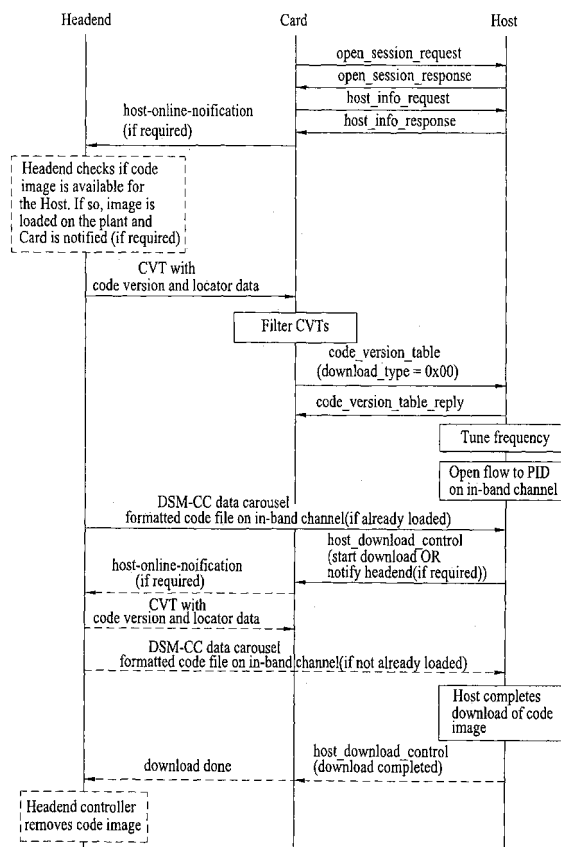 Headend Card Host
open_session_request
open_session_response
host_info_request
host_info_response
host-online-noification
(if required)
Headend checks if code
image is available for
the Host. If so, image is
loaded on the plant and
Card is notified (if required)
CVT with
code version and locator data
Filter CVTs
code_version_table
(download_type = 0x00)
code_version_table_reply
Tune frequency
Open flow to PID
on in-band channel
DSM-CC data carousel
formatted code file on in-band channel(if already loaded)
host_download_control
(start download OR
notify headend(if required))
host-online-noification
(if required)
CVT with
code version and locator data
DSM-CC data carousel
formatted code file on in-band channel(if not already loaded)
Host completes
download of code
image
host_download_control
(download completed)
download done
Headend controller
removes code image